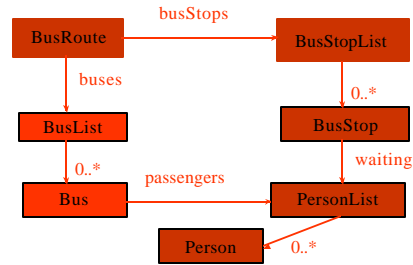 busStops
BusRoute
BusStopList
buses
0..*
BusList
BusStop
0..*
passengers
waiting
Bus
PersonList
Person
0..*